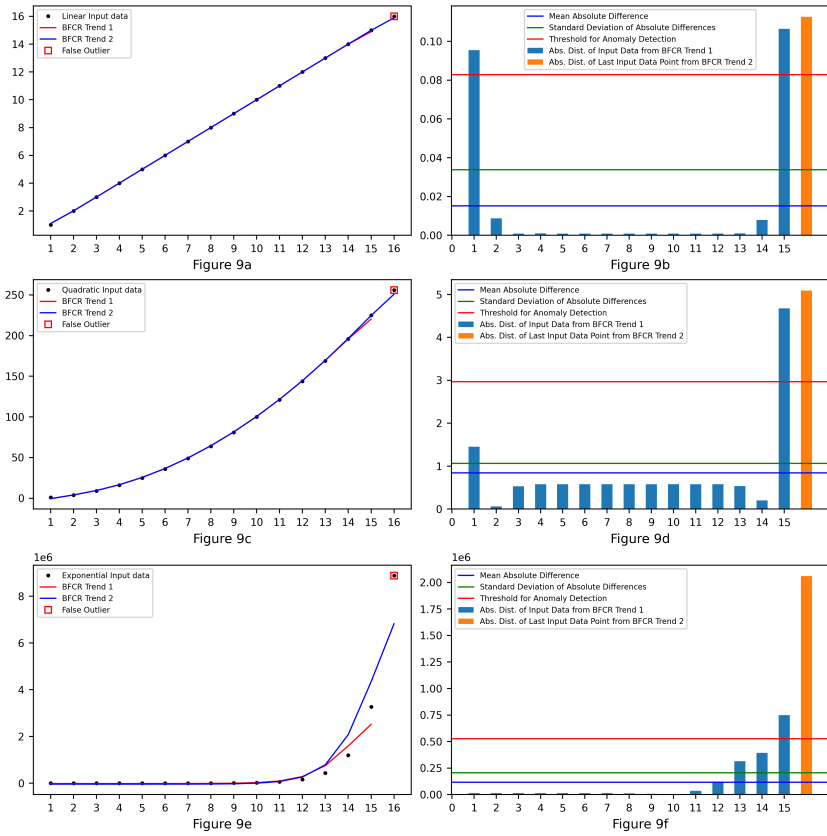 Linear Input data
BFCR Trend 1
BFCR Trend 2
False Outlier
16
14
12
10
8
6
4
2
1 2 3 4 5 6 7 8 9 10 11 12 13 14 15 16
Figure 9a
Mean Absolute Difference
Standard Deviation of Absolute Differences
Threshold for Anomaly Detection
Abs. Dist. of Input Data from BFCR Trend 1
Abs. Dist. of Last Input Data Point from BFCR Trend 2
0.10
0.08
0.06
0.04
0.02
0.00
0 1 2 3 4 5 6 7 8 9 10 11 12 13 14 15
Figure 9b
Quadratic Input data
BFCR Trend 1
BFCR Trend 2
False Outlier
250
200
150
100
50
0
1 2 3 4 5 6 7 8 9 10 11 12 13 14 15 16
Figure 9c
Mean Absolute Difference
Standard Deviation of Absolute Differences
Threshold for Anomaly Detection
Abs. Dist. of Input Data from BFCR Trend 1
Abs. Dist. of Last Input Data Point from BFCR Trend 2
5
4
3
2
1
0
0 1 2 3 4 5 6 7 8 9 10 11 12 13 14 15
Figure 9d
1e6
Exponential Input data
BFCR Trend 1
BFCR Trend 2
False Outlier
8
6
4
2
0
1 2 3 4 5 6 7 8 9 10 11 12 13 14 15 16
Figure 9e
1e6
Mean Absolute Difference
Standard Deviation of Absolute Differences
Threshold for Anomaly Detection
Abs. Dist. of Input Data from BFCR Trend 1
Abs. Dist. of Last Input Data Point from BFCR Trend 2
2.00
1.75
1.50
1.25
1.00
0.75
0.50
0.25
0.00
0 1 2 3 4 5 6 7 8 9 10 11 12 13 14 15
Figure 9f